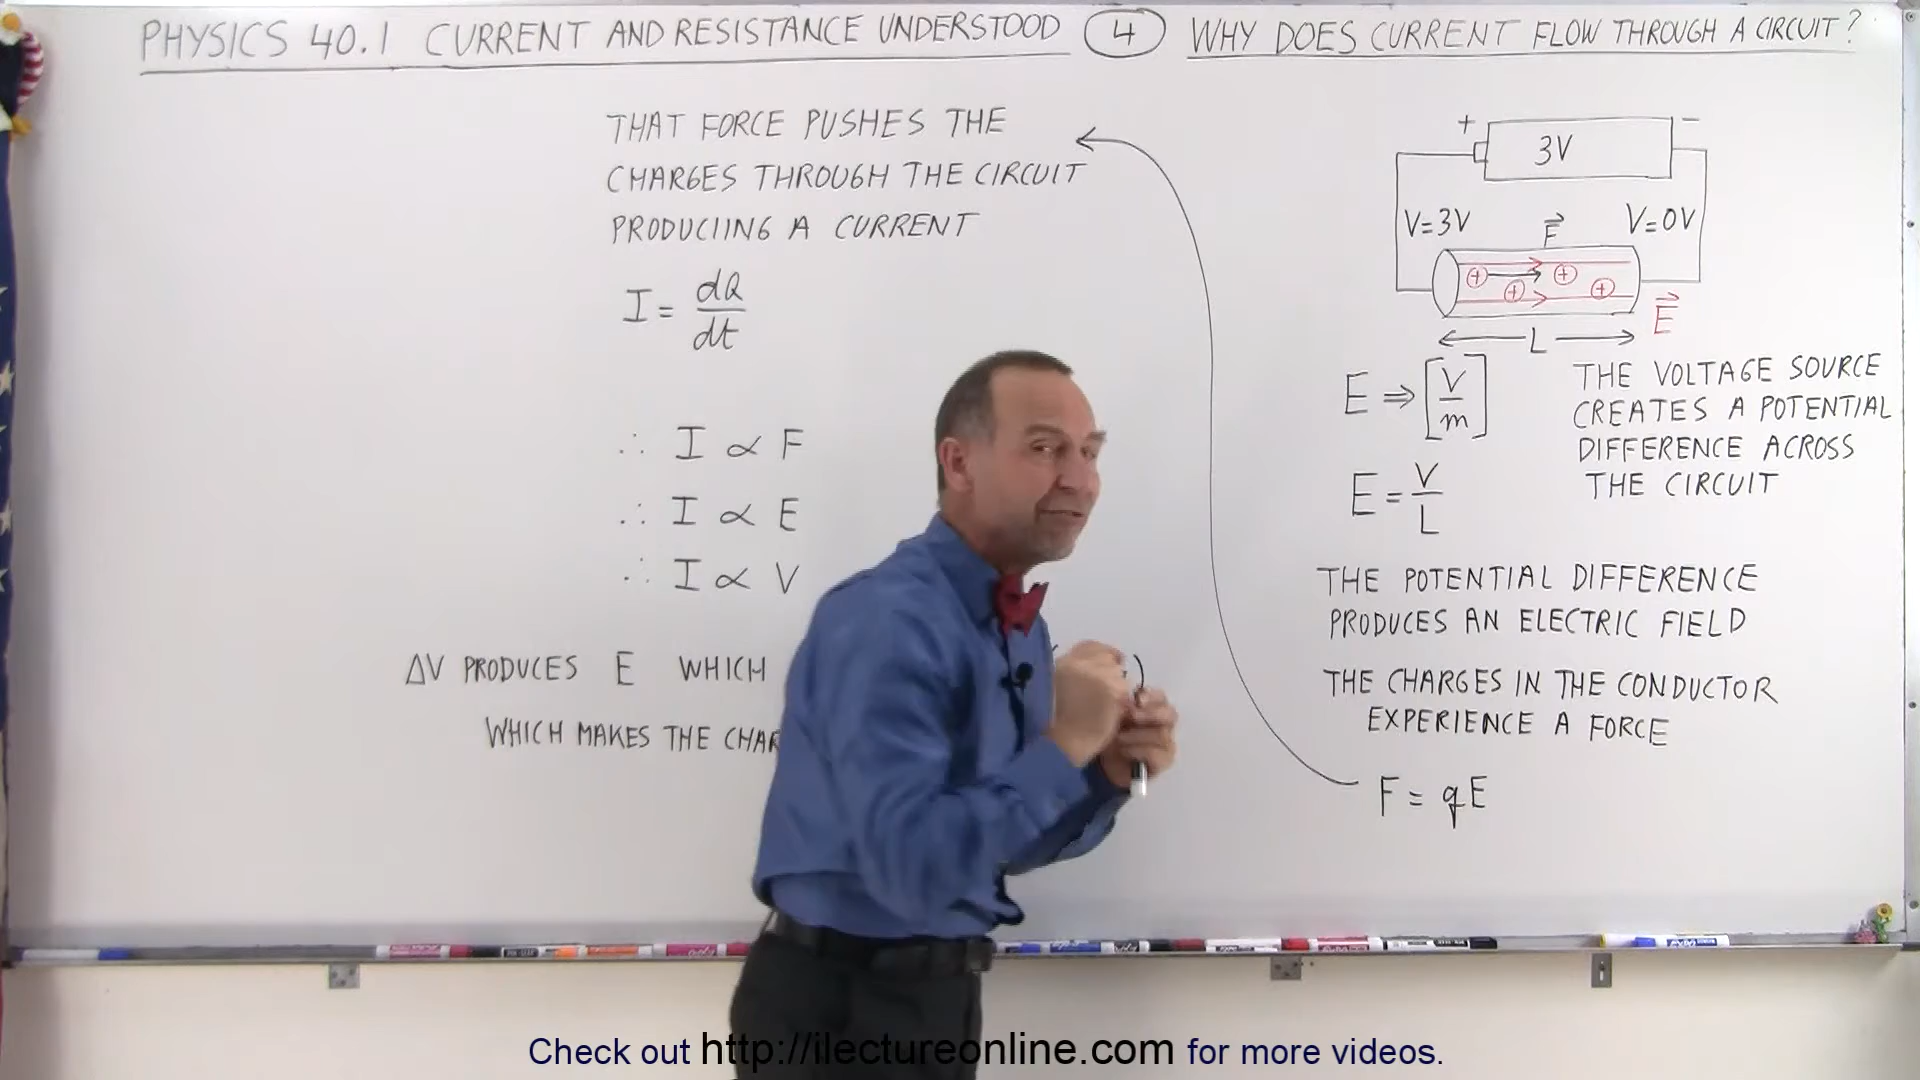 PHYSICS 40.1 CURRENT AND RESISTANCE UNDERSTOOD 4 WHY DOES CURRENT FLOW THROUGH A CIRCUIT?
THAT FORCE PUSHES THE
CHARGES THROUGH THE CIRCUIT
PRODUCIING A CURRENT
I = dQ/dt
∴ I ∝ F
∴ I ∝ E
∴ I ∝ V
ΔV PRODUCES E WHICH
WHICH MAKES THE
+ 3V −
V=3V F⃗ V=0V
+ + + +
E⃗
L
E ⇒ [V/m]
THE VOLTAGE SOURCE
CREATES A POTENTIAL
DIFFERENCE ACROSS
THE CIRCUIT
E = V/L
THE POTENTIAL DIFFERENCE
PRODUCES AN ELECTRIC FIELD
THE CHARGES IN THE CONDUCTOR
EXPERIENCE A FORCE
F = qE
Check out http://ilectureonline.com for more videos.